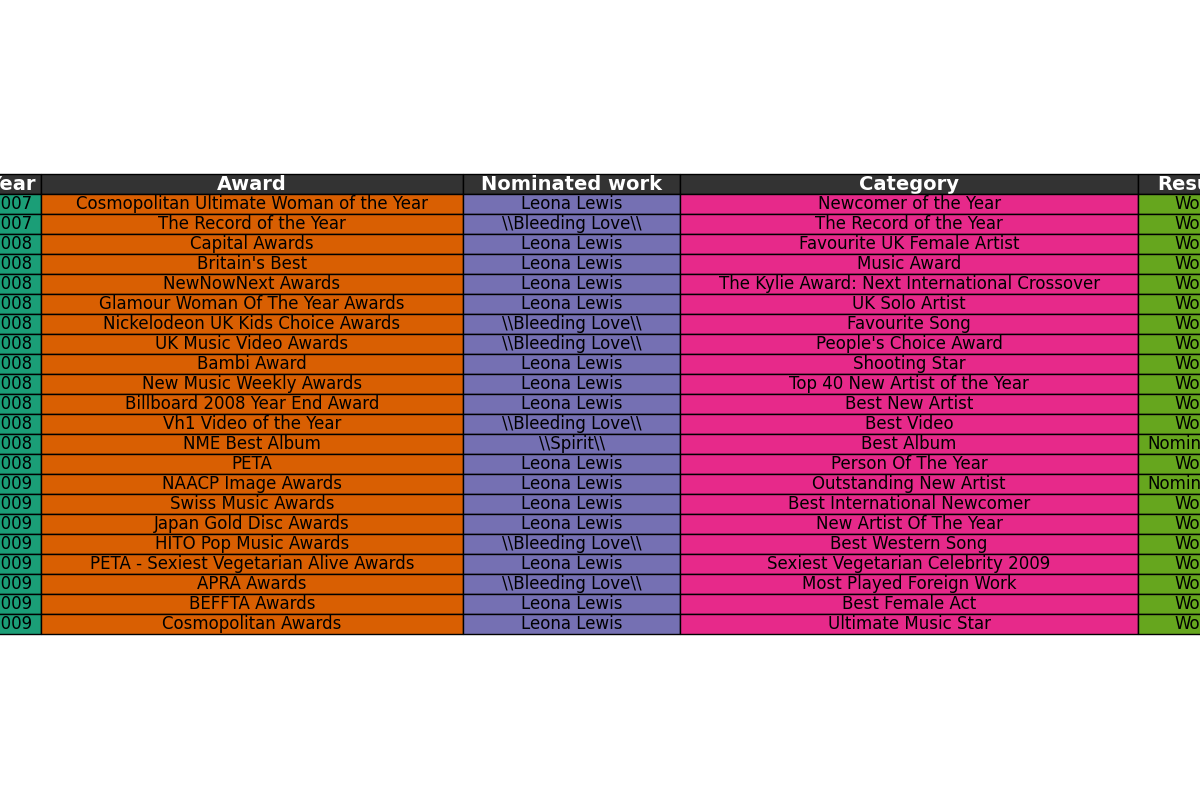 Year Award Nominated work Category Resu
007 Cosmopolitan Ultimate Woman of the Year Leona Lewis Newcomer of the Year Wo
007 The Record of the Year \\Bleeding Love\\ The Record of the Year Wo
008 Capital Awards Leona Lewis Favourite UK Female Artist Wo
008 Britain's Best Leona Lewis Music Award Wo
008 NewNowNext Awards Leona Lewis The Kylie Award: Next International Crossover Wo
008 Glamour Woman Of The Year Awards Leona Lewis UK Solo Artist Wo
008 Nickelodeon UK Kids Choice Awards \\Bleeding Love\\ Favourite Song Wo
008 UK Music Video Awards \\Bleeding Love\\ People's Choice Award Wo
008 Bambi Award Leona Lewis Shooting Star Wo
008 New Music Weekly Awards Leona Lewis Top 40 New Artist of the Year Wo
008 Billboard 2008 Year End Award Leona Lewis Best New Artist Wo
008 Vh1 Video of the Year \\Bleeding Love\\ Best Video Wo
008 NME Best Album \\Spirit\\ Best Album Nomin
008 PETA Leona Lewis Person Of The Year Wo
009 NAACP Image Awards Leona Lewis Outstanding New Artist Nomin
009 Swiss Music Awards Leona Lewis Best International Newcomer Wo
009 Japan Gold Disc Awards Leona Lewis New Artist Of The Year Wo
009 HITO Pop Music Awards \\Bleeding Love\\ Best Western Song Wo
009 PETA - Sexiest Vegetarian Alive Awards Leona Lewis Sexiest Vegetarian Celebrity 2009 Wo
009 APRA Awards \\Bleeding Love\\ Most Played Foreign Work Wo
009 BEFFTA Awards Leona Lewis Best Female Act Wo
009 Cosmopolitan Awards Leona Lewis Ultimate Music Star Wo